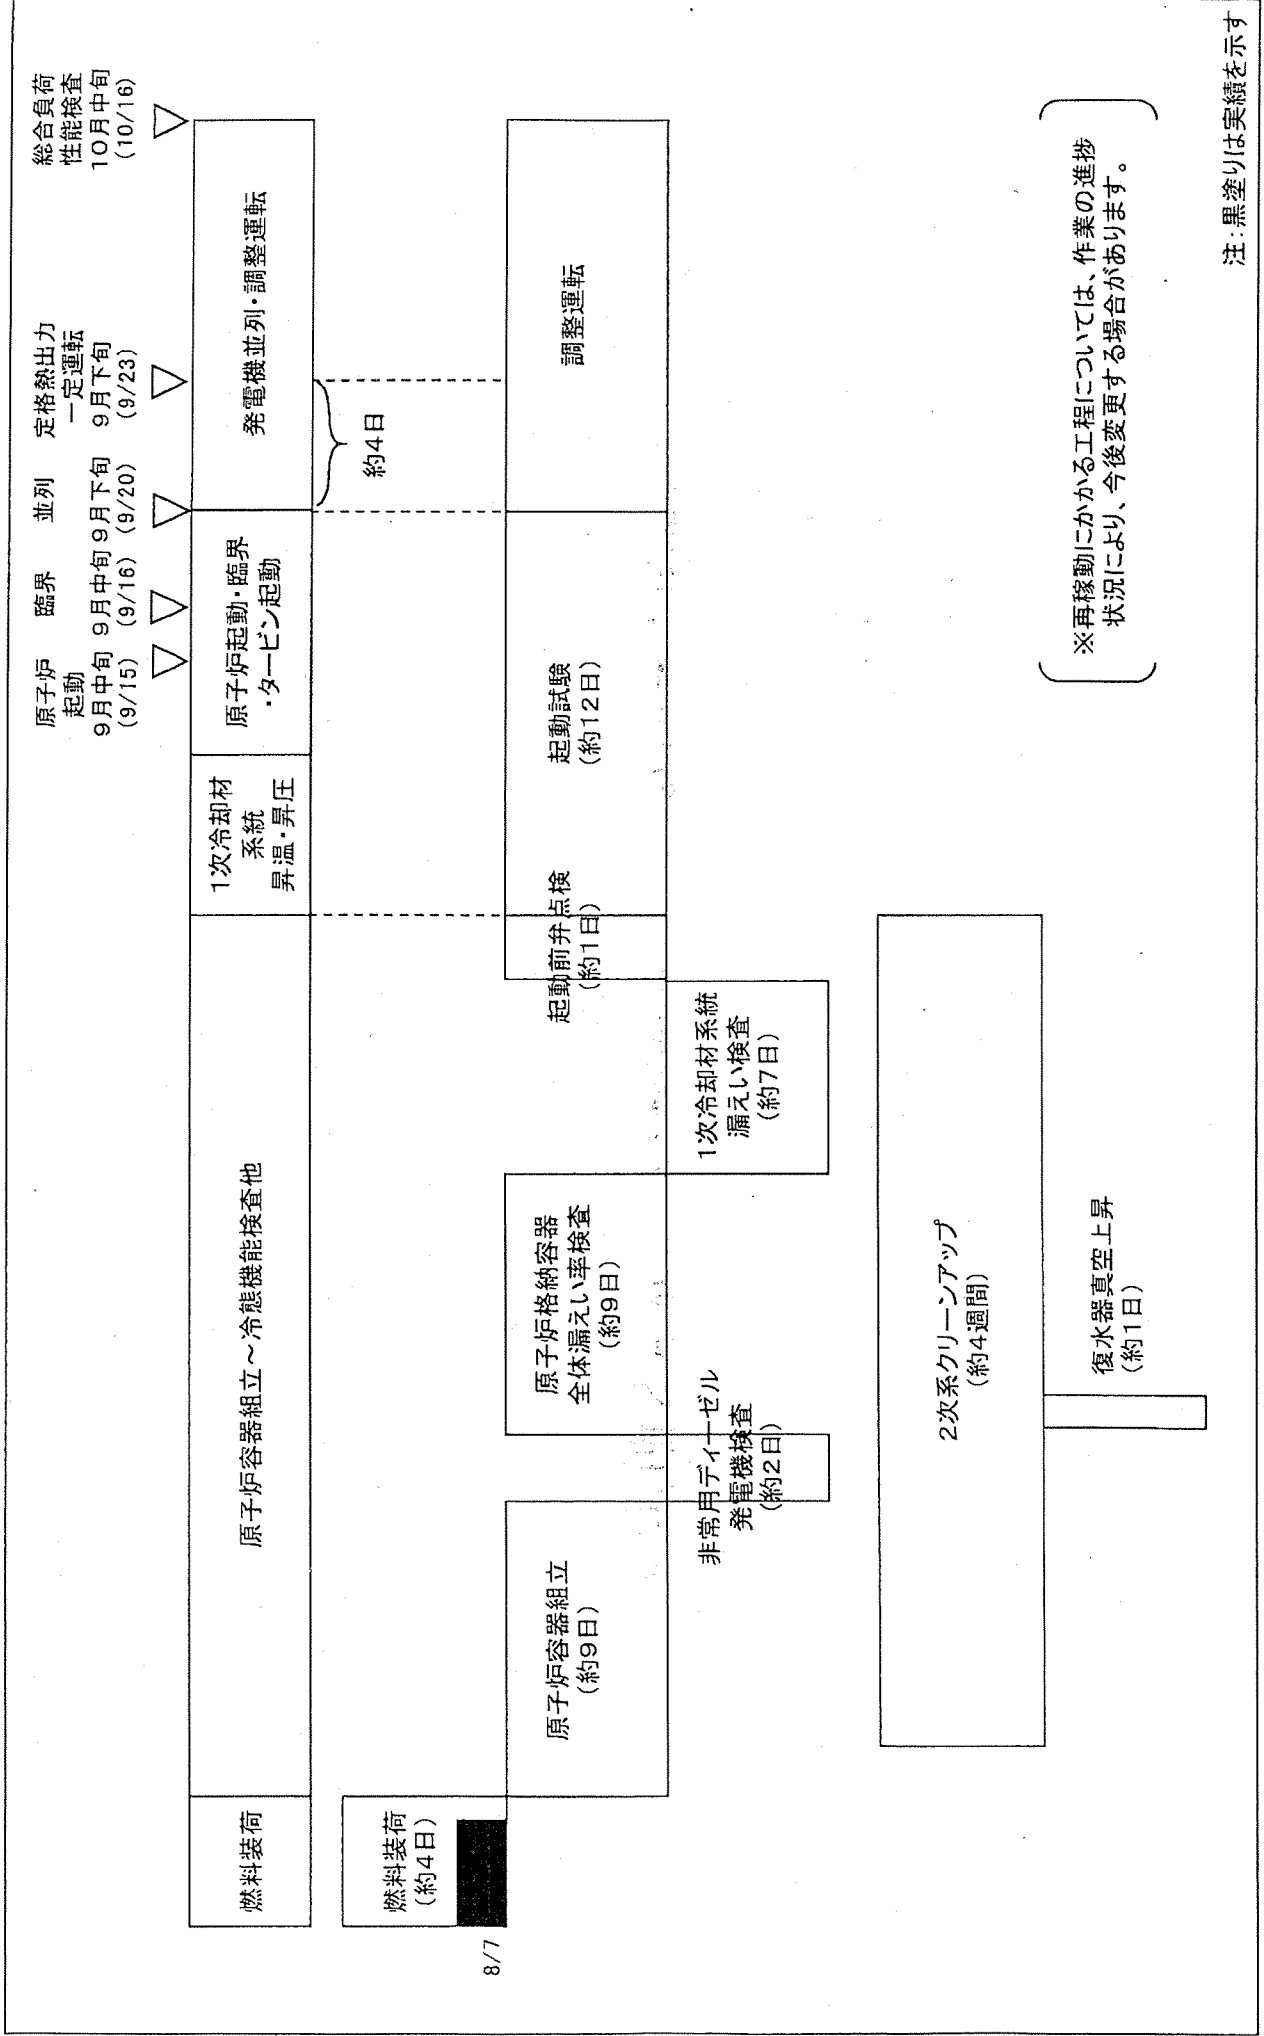 原子炉
起動
9月中旬
(9/15)
臨界
9月中旬
(9/16)
並列
9月下旬
(9/20)
定格熱出力
一定運転
9月下旬
(9/23)
総合負荷
性能検査
10月中旬
(10/16)
燃料装荷
原子炉容器組立~冷態機能検査他
1次冷却材
系統
昇温・昇圧
原子炉起動・臨界
・タービン起動
発電機並列・調整運転
約4日
燃料装荷
(約4日)
8/7
原子炉容器組立
(約9日)
原子炉格納容器
全体漏えい率検査
(約9日)
起動前弁点検
(約1日)
起動試験
(約12日)
調整運転
非常用ディーゼル
発電機検査
(約2日)
1次冷却材系統
漏えい検査
(約7日)
2次系クリーンアップ
(約4週間)
復水器真空上昇
(約1日)
※再稼動にかかる工程については、作業の進捗
状況により、今後変更する場合があります。
注:黒塗りは実績を示す